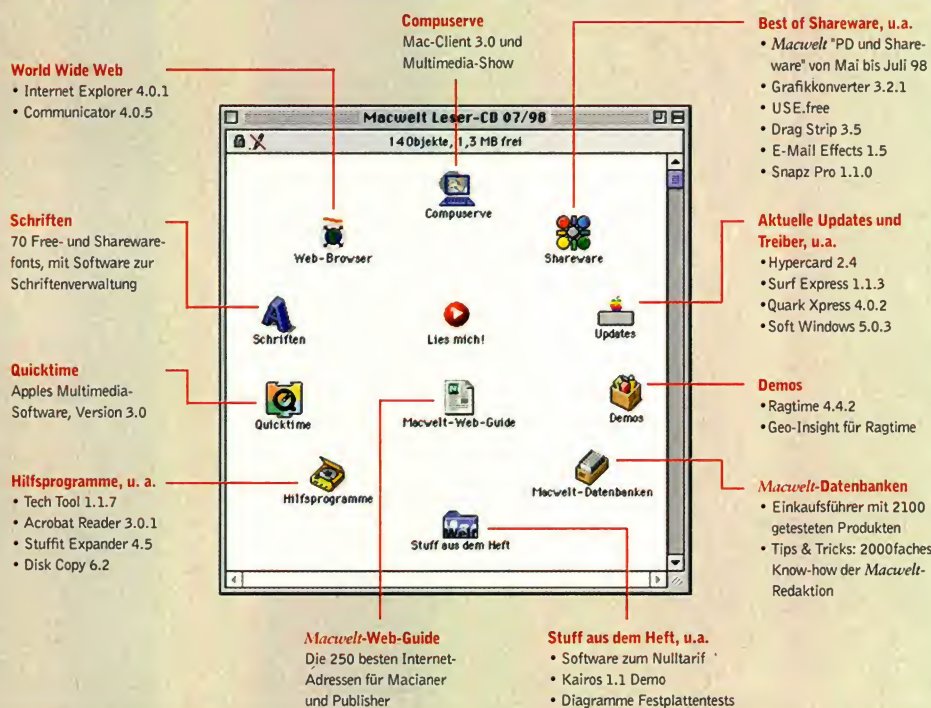 Compuserve
Mac-Client 3.0 und
Multimedia-Show
World Wide Web
• Internet Explorer 4.0.1
• Communicator 4.0.5
Schriften
70 Free- und Shareware-
fonts, mit Software zur
Schriftenverwaltung
Quicktime
Apples Multimedia-
Software, Version 3.0
Hilfsprogramme, u. a.
• Tech Tool 1.1.7
• Acrobat Reader 3.0.1
• Stuffit Expander 4.5
• Disk Copy 6.2
Macwelt Leser-CD 07/98
14 Objekte, 1,3 MB frei
Compuserve
Web-Browser
Shareware
Schriften
Lies mich!
Updates
Quicktime
Macwelt-Web-Guide
Demos
Hilfsprogramme
Macwelt-Datenbanken
Welt
Stuff aus dem Heft
Best of Shareware, u.a.
• Macwelt "PD und Share-
ware" von Mai bis Juli 98
• Grafikkonverter 3.2.1
• USE.free
• Drag Strip 3.5
• E-Mail Effects 1.5
• Snapz Pro 1.1.0
Aktuelle Updates und
Treiber, u.a.
• Hypercard 2.4
• Surf Express 1.1.3
• Quark Xpress 4.0.2
• Soft Windows 5.0.3
Demos
• Ragtime 4.4.2
• Geo-Insight für Ragtime
Macwelt-Datenbanken
• Einkaufsführer mit 2100
getesteten Produkten
• Tips & Tricks: 2000faches
Know-how der Macwelt-
Redaktion
Macwelt-Web-Guide
Die 250 besten Internet-
Adressen für Macianer
und Publisher
Stuff aus dem Heft, u.a.
• Software zum Nulltarif
• Kairos 1.1 Demo
• Diagramme Festplattentests